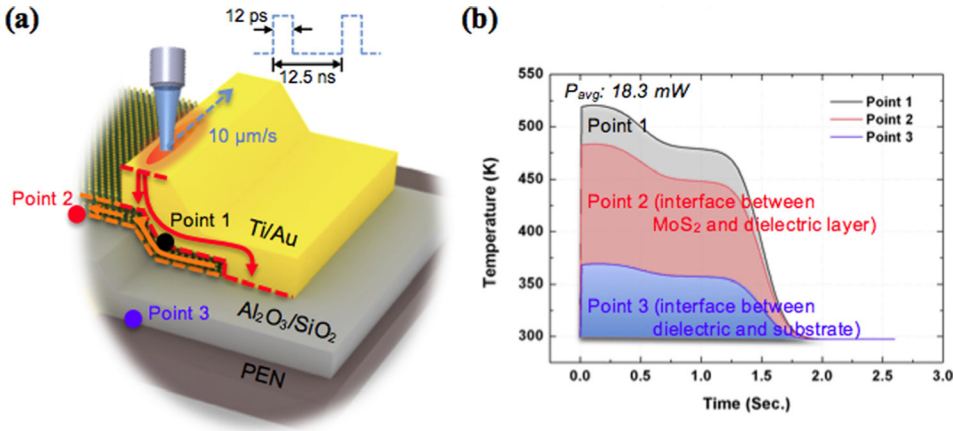 (a)
12 ps
12.5 ns
10 μm/s
Point 2
Point 1
Ti/Au
Point 3
Al₂O₃/SiO₂
PEN
(b)
P_avg: 18.3 mW
Point 1
Point 2
Point 3
Point 1
Point 2 (interface between
MoS₂ and dielectric layer)
Point 3 (interface between
dielectric and substrate)
550
500
450
400
350
300
Temperature (K)
0.0 0.5 1.0 1.5 2.0 2.5 3.0
Time (Sec.)